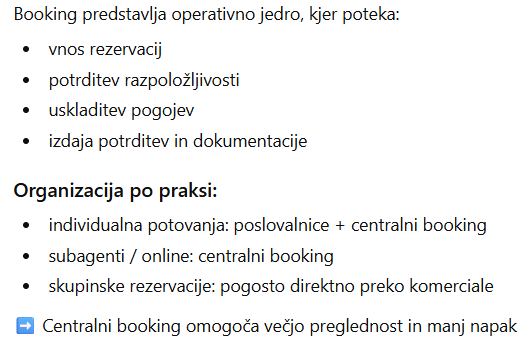 Booking predstavlja operativno jedro, kjer poteka:
• vnos rezervacij
• potrditev razpoložljivosti
• uskladitev pogojev
• izdaja potrditev in dokumentacije
Organizacija po praksi:
• individualna potovanja: poslovalnice + centralni booking
• subagenti / online: centralni booking
• skupinske rezervacije: pogosto direktno preko komerciale
➡️ Centralni booking omogoča večjo preglednost in manj napak